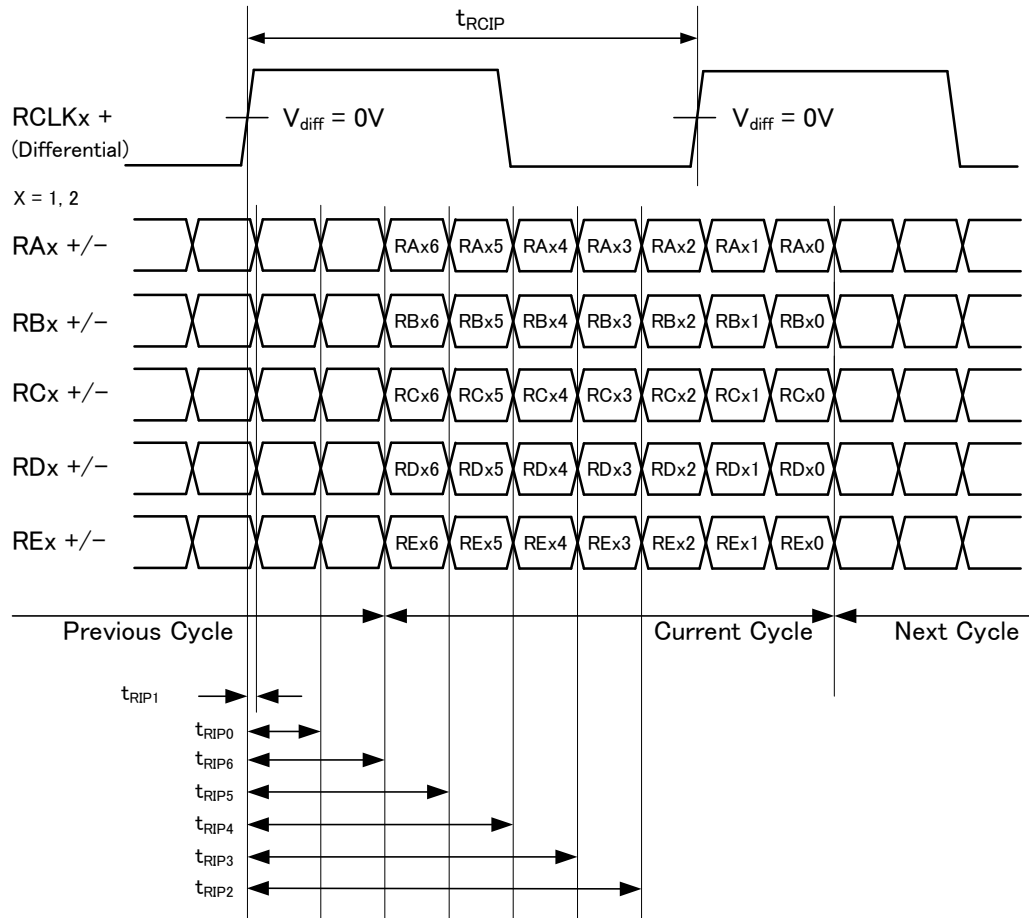 tRCIP
RCLKx +
(Differential)
Vdiff = 0V
Vdiff = 0V
X = 1, 2
RAx +/- RAx6 RAx5 RAx4 RAx3 RAx2 RAx1 RAx0
RBx +/- RBx6 RBx5 RBx4 RBx3 RBx2 RBx1 RBx0
RCx +/- RCx6 RCx5 RCx4 RCx3 RCx2 RCx1 RCx0
RDx +/- RDx6 RDx5 RDx4 RDx3 RDx2 RDx1 RDx0
REx +/- REx6 REx5 REx4 REx3 REx2 REx1 REx0
Previous Cycle Current Cycle Next Cycle
tRIP1
tRIP0
tRIP6
tRIP5
tRIP4
tRIP3
tRIP2